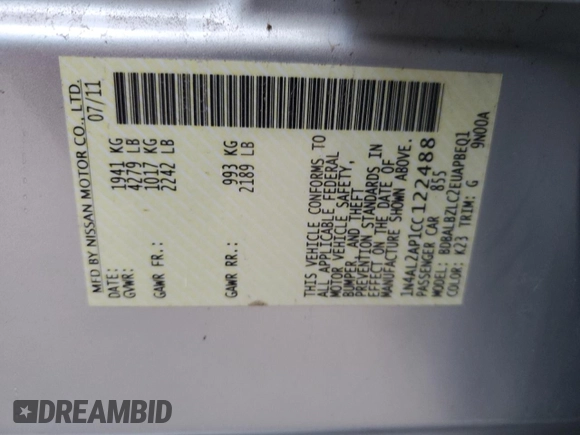 MFD BY NISSAN MOTOR CO., LTD.
DATE: 07/11
GVWR: 1941 KG
4279 LB
GAWR FR.: 1017 KG
2242 LB
GAWR RR.: 993 KG
2189 LB
THIS VEHICLE CONFORMS TO
ALL APPLICABLE FEDERAL
MOTOR VEHICLE SAFETY,
BUMPER, AND THEFT
PREVENTION STANDARDS IN
EFFECT ON THE DATE OF
MANUFACTURE SHOWN ABOVE.
1N4AL2AP1CC122488
PASSENGER CAR 855
MODEL: BDBALBZLC2EUAPBEQ1
COLOR: K23 TRIM: G 9N00A
DREAMBID